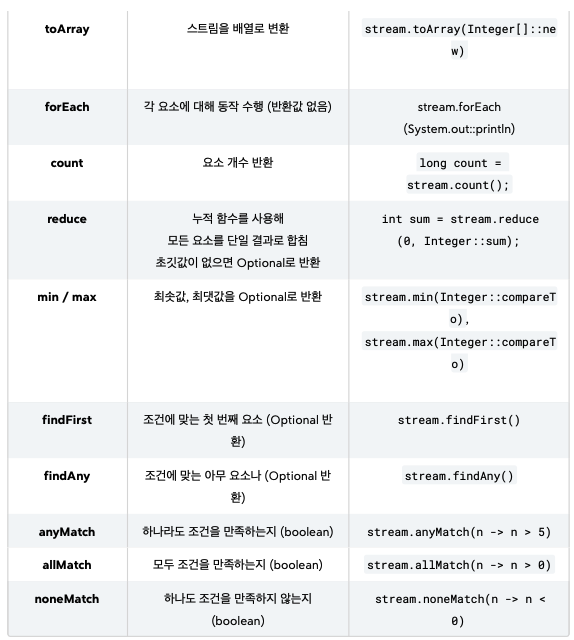 toArray
스트림을 배열로 변환
stream.toArray(Integer[]::ne
w)
forEach
각 요소에 대해 동작 수행 (반환값 없음)
stream.forEach
(System.out::println)
count
요소 개수 반환
long count =
stream.count();
reduce
누적 함수를 사용해
모든 요소를 단일 결과로 합침
초깃값이 없으면 Optional로 반환
int sum = stream.reduce
(0, Integer::sum);
min / max
최솟값, 최댓값을 Optional로 반환
stream.min(Integer::compareT
o),
stream.max(Integer::compareT
o)
findFirst
조건에 맞는 첫 번째 요소 (Optional 반
환)
stream.findFirst()
findAny
조건에 맞는 아무 요소나 (Optional 반
환)
stream.findAny()
anyMatch
하나라도 조건을 만족하는지 (boolean)
stream.anyMatch(n -> n > 5)
allMatch
모두 조건을 만족하는지 (boolean)
stream.allMatch(n -> n > 0)
noneMatch
하나도 조건을 만족하지 않는지
(boolean)
stream.noneMatch(n -> n <
0)